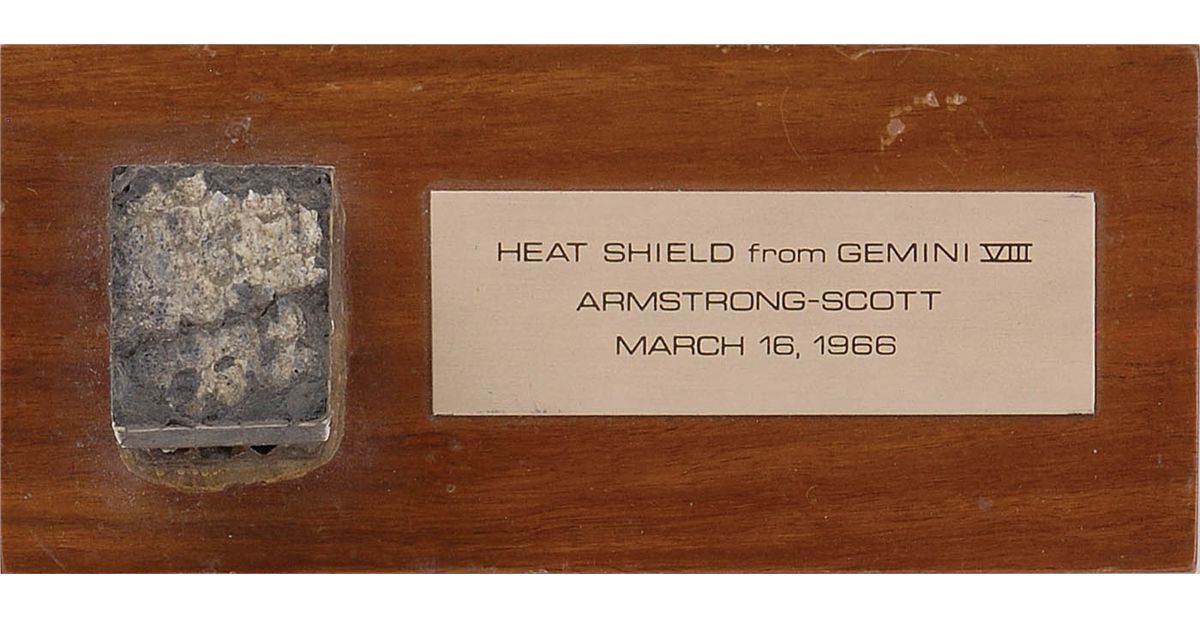 HEAT SHIELD from GEMINI VIII
ARMSTRONG-SCOTT
MARCH 16, 1966